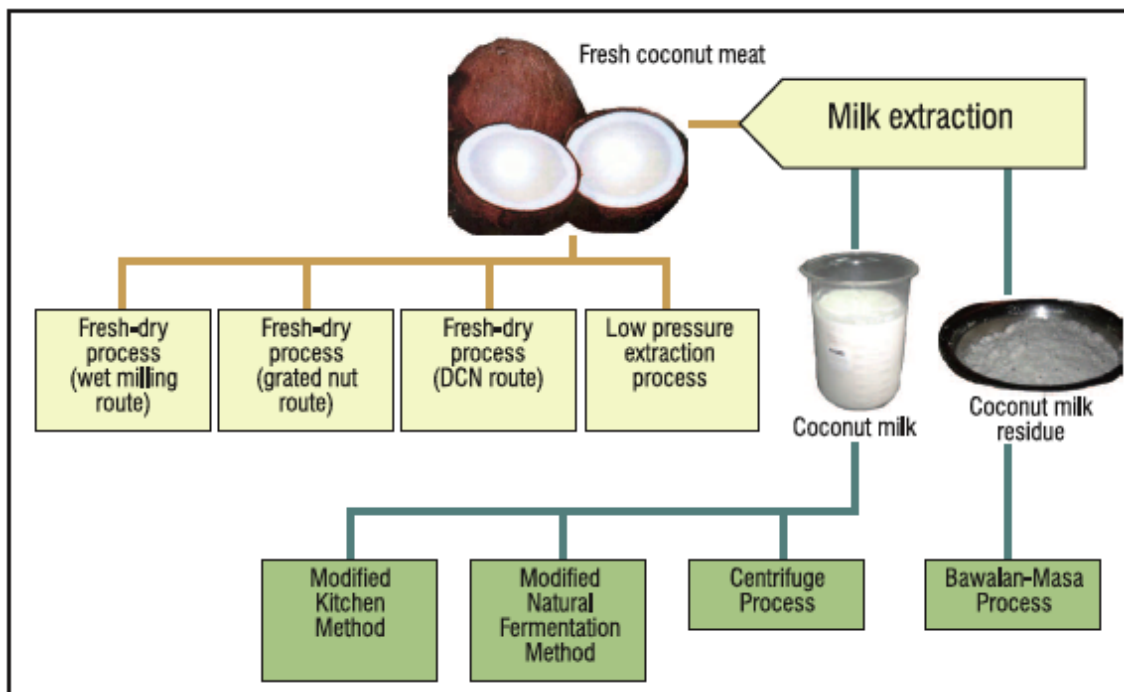 Fresh coconut meat
Milk extraction
Fresh-dry
process
(wet milling
route)
Fresh-dry
process
(grated nut
route)
Fresh-dry
process
(DCN route)
Low pressure
extraction
process
Coconut milk
Coconut milk
residue
Modified
Kitchen
Method
Modified
Natural
Fermentation
Method
Centrifuge
Process
Bawalan-Masa
Process